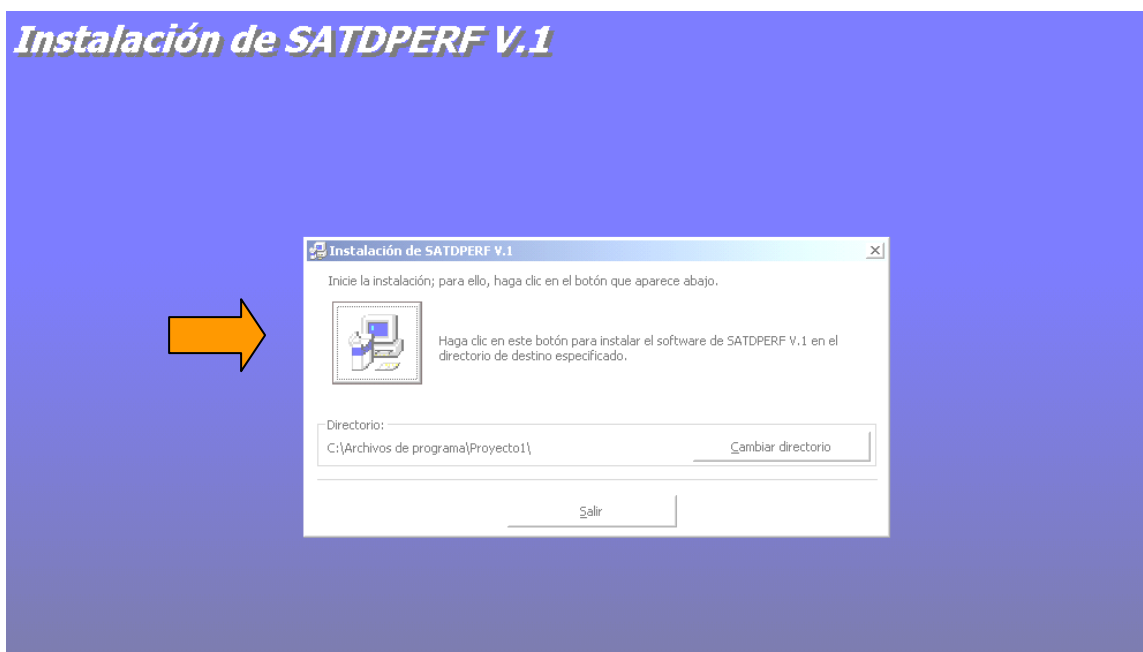 Instalación de SATDPERF V.1
Instalación de SATDPERF V.1
Inicie la instalación; para ello, haga clic en el botón que aparece abajo.
Haga clic en este botón para instalar el software de SATDPERF V.1 en el
directorio de destino especificado.
Directorio:
C:\Archivos de programa\Proyecto1\
Cambiar directorio
Salir